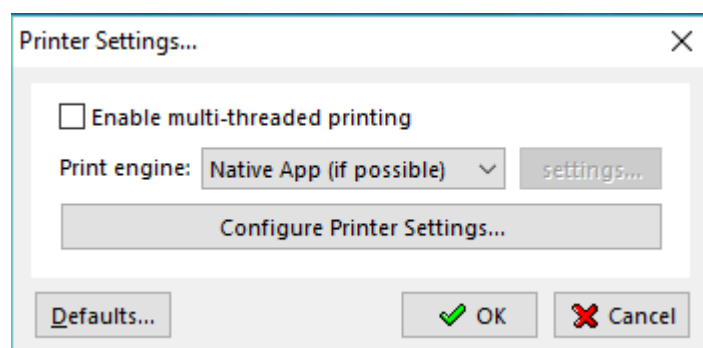 Printer Settings...
Enable multi-threaded printing
Print engine: Native App (if possible) settings...
Configure Printer Settings...
Defaults... OK Cancel